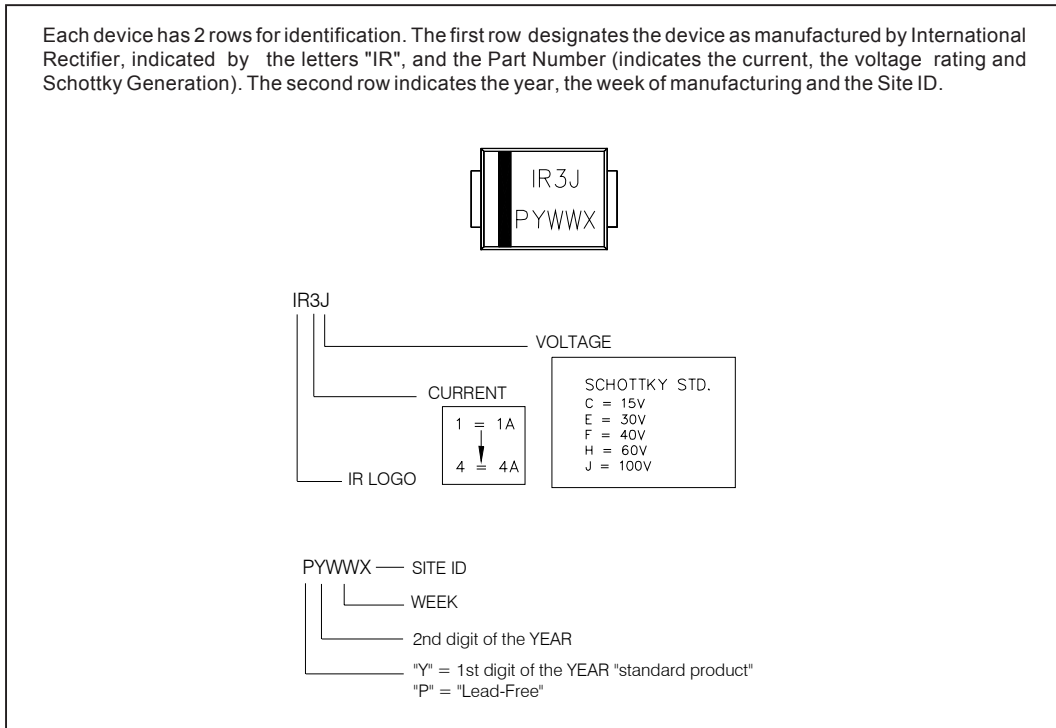 Each device has 2 rows for identification. The first row designates the device as manufactured by International
Rectifier, indicated by the letters "IR", and the Part Number (indicates the current, the voltage rating and
Schottky Generation). The second row indicates the year, the week of manufacturing and the Site ID.
IR3J
PYWWX
IR3J
VOLTAGE
SCHOTTKY STD.
C = 15V
E = 30V
F = 40V
H = 60V
J = 100V
CURRENT
1 = 1A
4 = 4A
IR LOGO
PYWWX
SITE ID
WEEK
2nd digit of the YEAR
"Y" = 1st digit of the YEAR "standard product"
"P" = "Lead-Free"